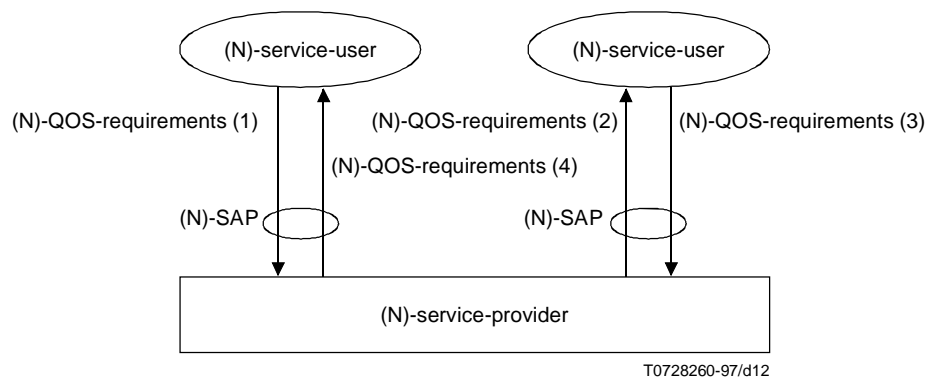 (N)-service-user
(N)-service-user
(N)-QOS-requirements (1)
(N)-QOS-requirements (2)
(N)-QOS-requirements (3)
(N)-QOS-requirements (4)
(N)-SAP
(N)-SAP
(N)-service-provider
T0728260-97/d12